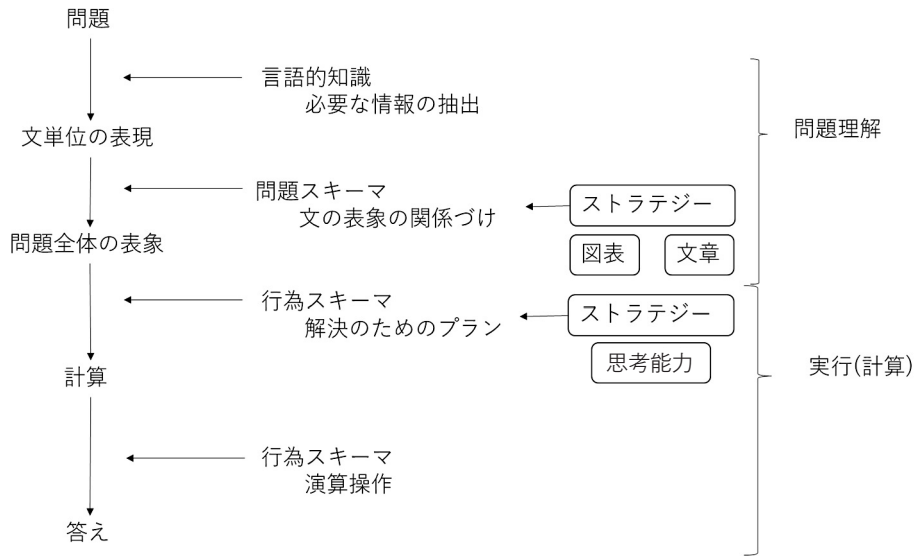 問題
言語的知識
必要な情報の抽出
文単位の表現
問題理解
問題スキーマ
文の表象の関係づけ
ストラテジー
問題全体の表象
図表
文章
行為スキーマ
解決のためのプラン
ストラテジー
思考能力
計算
実行(計算)
行為スキーマ
演算操作
答え